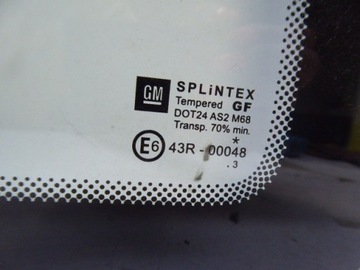 GM SPLiNTEX
Tempered GF
DOT24 AS2 M68
Transp. 70% min.
*
E6 43R - 00048
.3